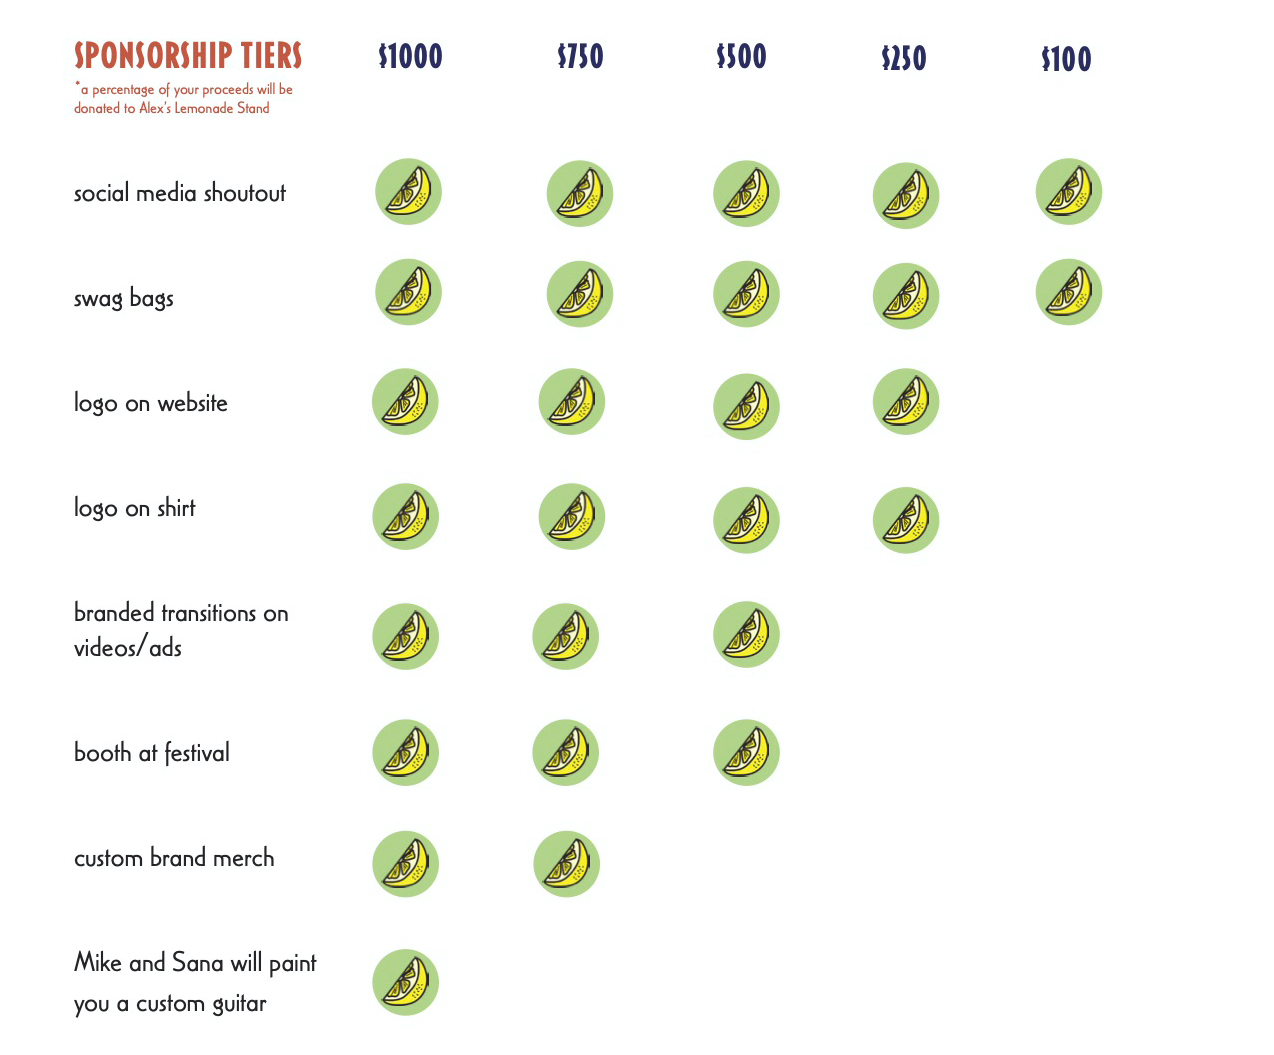 SPONSORSHIP TIERS
*a percentage of your proceeds will be
donated to Alex's Lemonade Stand
$1000
$750
$500
$250
$100
social media shoutout
swag bags
logo on website
logo on shirt
branded transitions on
videos/ads
booth at festival
custom brand merch
Mike and Sana will paint
you a custom guitar